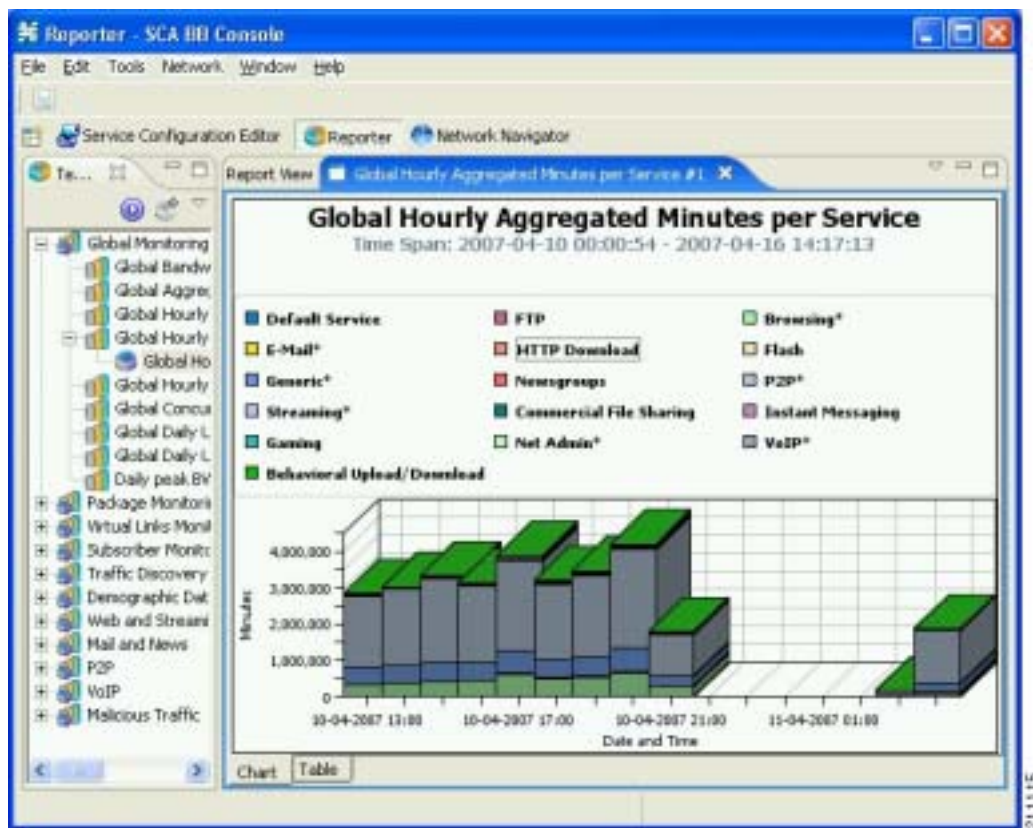 Reporter - SCA BB Console
File Edit Tools Network Window Help
Service Configuration Editor Reporter Network Navigator
Te...
Report View Global Hourly Aggregated Minutes per Service #1
Global Monitoring
Global Bandw
Global Aggreg
Global Hourly
Global Hourly
Global Ho
Global Hourly
Global Concur
Global Daily L
Global Daily L
Daily peak BW
Package Monitorin
Virtual Links Monit
Subscriber Monito
Traffic Discovery
Demographic Dat
Web and Streami
Mail and News
P2P
VoIP
Malicious Traffic
Global Hourly Aggregated Minutes per Service
Time Span: 2007-04-10 00:00:54 - 2007-04-16 14:17:13
Default Service FTP Browsing*
E-Mail* HTTP Download Flash
Generic* Newsgroups P2P*
Streaming* Commercial File Sharing Instant Messaging
Gaming Net Admin* VoIP*
Behavioral Upload/Download
Minutes
4,000,000
3,000,000
2,000,000
1,000,000
0
10-04-2007 13:00 10-04-2007 17:00 10-04-2007 21:00 11-04-2007 01:00
Date and Time
Chart Table